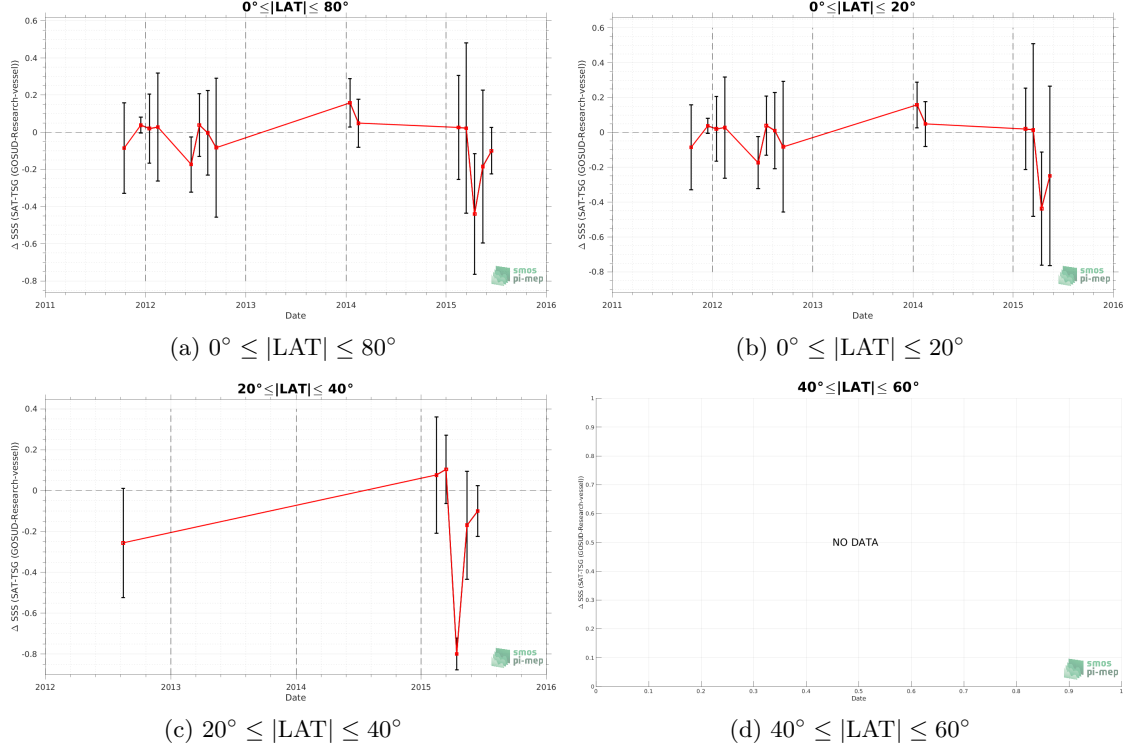 0°≤|LAT|≤ 80°
0.6
0.4
0.2
0
-0.2
-0.4
-0.6
-0.8
Δ SSS (SAT-TSG (GOSUD-Research-vessel))
2011
2012
2013
2014
2015
2016
Date
smos
pi-mep
(a) 0° ≤ |LAT| ≤ 80°
0°≤|LAT|≤ 20°
0.6
0.4
0.2
0
-0.2
-0.4
-0.6
-0.8
Δ SSS (SAT-TSG (GOSUD-Research-vessel))
2011
2012
2013
2014
2015
2016
Date
smos
pi-mep
(b) 0° ≤ |LAT| ≤ 20°
20°≤|LAT|≤ 40°
0.4
0.2
0
-0.2
-0.4
-0.6
-0.8
Δ SSS (SAT-TSG (GOSUD-Research-vessel))
2012
2013
2014
2015
2016
Date
smos
pi-mep
(c) 20° ≤ |LAT| ≤ 40°
40°≤|LAT|≤ 60°
1
0.9
0.8
0.7
0.6
0.5
0.4
0.3
0.2
0.1
0
Δ SSS (SAT-TSG (GOSUD-Research-vessel))
NO DATA
0
0.1
0.2
0.3
0.4
0.5
0.6
0.7
0.8
0.9
1
Date
smos
pi-mep
(d) 40° ≤ |LAT| ≤ 60°